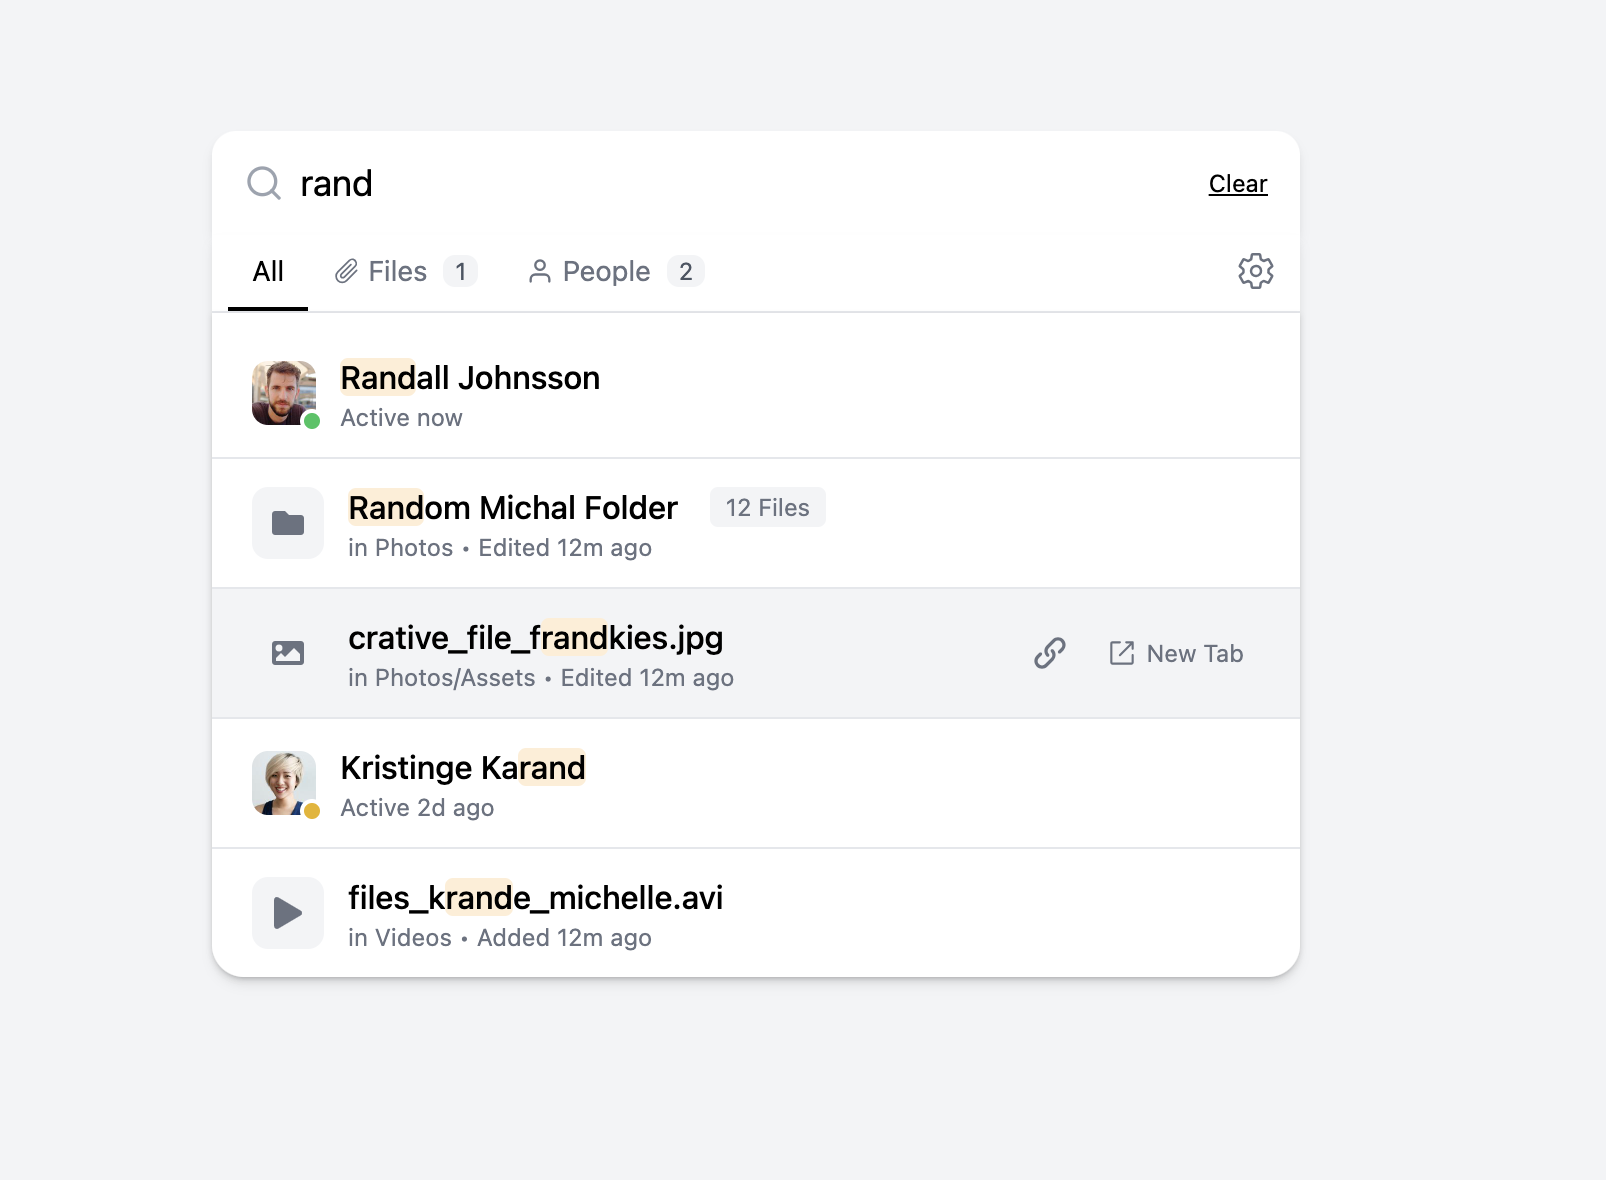 rand
Clear
All
Files 1
People 2
Randall Johnsson
Active now
Random Michal Folder 12 Files
in Photos • Edited 12m ago
crative_file_frandkies.jpg
in Photos/Assets • Edited 12m ago
New Tab
Kristinge Karand
Active 2d ago
files_krande_michelle.avi
in Videos • Added 12m ago